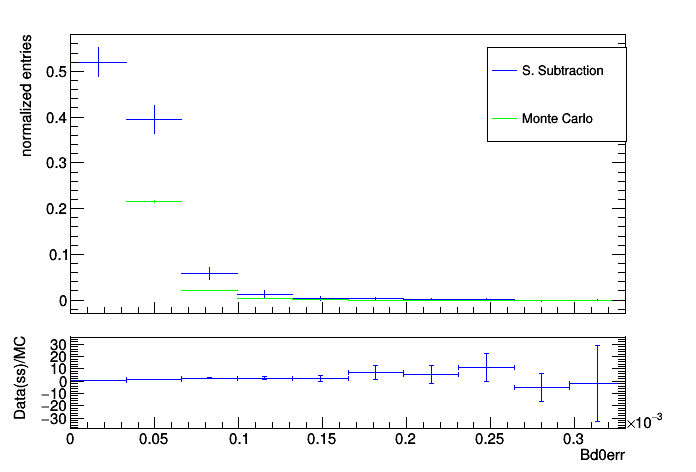 normalized entries
0.5
0.4
0.3
0.2
0.1
0
S. Subtraction
Monte Carlo
Data(ss)/MC
30
20
10
0
−10
−20
−30
0 0.05 0.1 0.15 0.2 0.25 0.3
×10−3
Bd0err